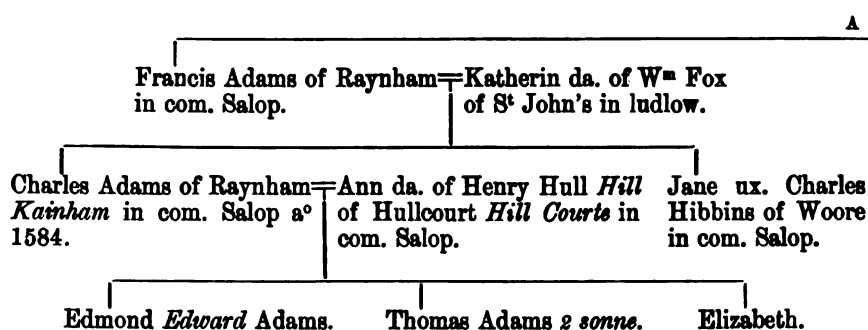 A
Francis Adams of Raynham=Katherin da. of Wᵐ Fox
in com. Salop. of Sᵗ John's in ludlow.
Charles Adams of Raynham=Ann da. of Henry Hull Hill Jane ux. Charles
Kainham in com. Salop aᵒ of Hullcourt Hill Courte in Hibbins of Woore
1584. com. Salop. in com. Salop.
Edmond Edward Adams. Thomas Adams 2 sonne. Elizabeth.